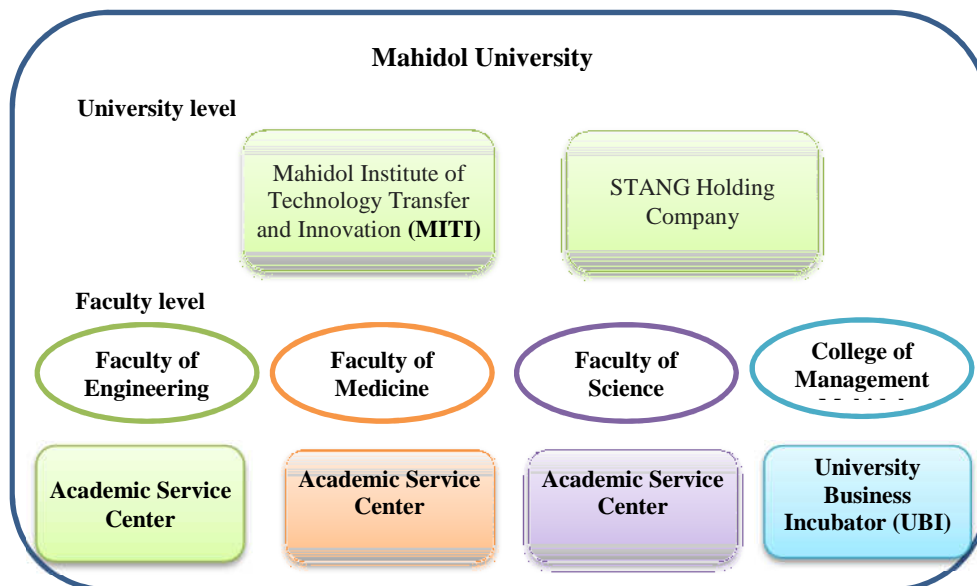 Mahidol University
University level
Mahidol Institute of
Technology Transfer
and Innovation (MITI)
STANG Holding
Company
Faculty level
Faculty of
Engineering
Faculty of
Medicine
Faculty of
Science
College of
Management
Academic Service
Center
Academic Service
Center
Academic Service
Center
University
Business
Incubator (UBI)